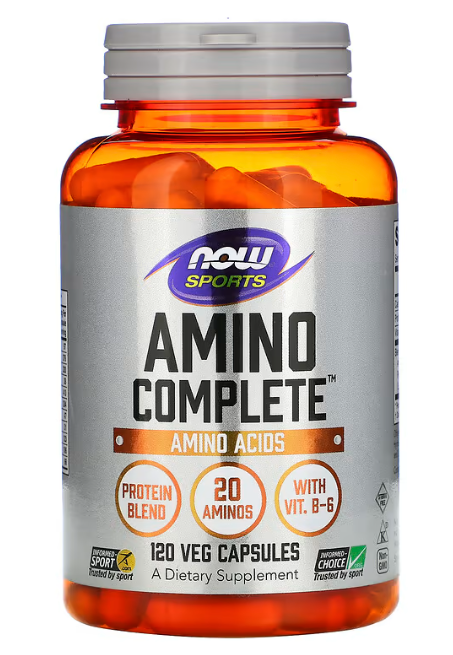 now
SPORTS
AMINO
COMPLETE™
AMINO ACIDS
PROTEIN
BLEND
20
AMINOS
WITH
VIT. B-6
120 VEG CAPSULES
A Dietary Supplement
INFORMED-
SPORT
.COM
Trusted by sport
INFORMED-
CHOICE
Trusted by sport
Non-
GMO